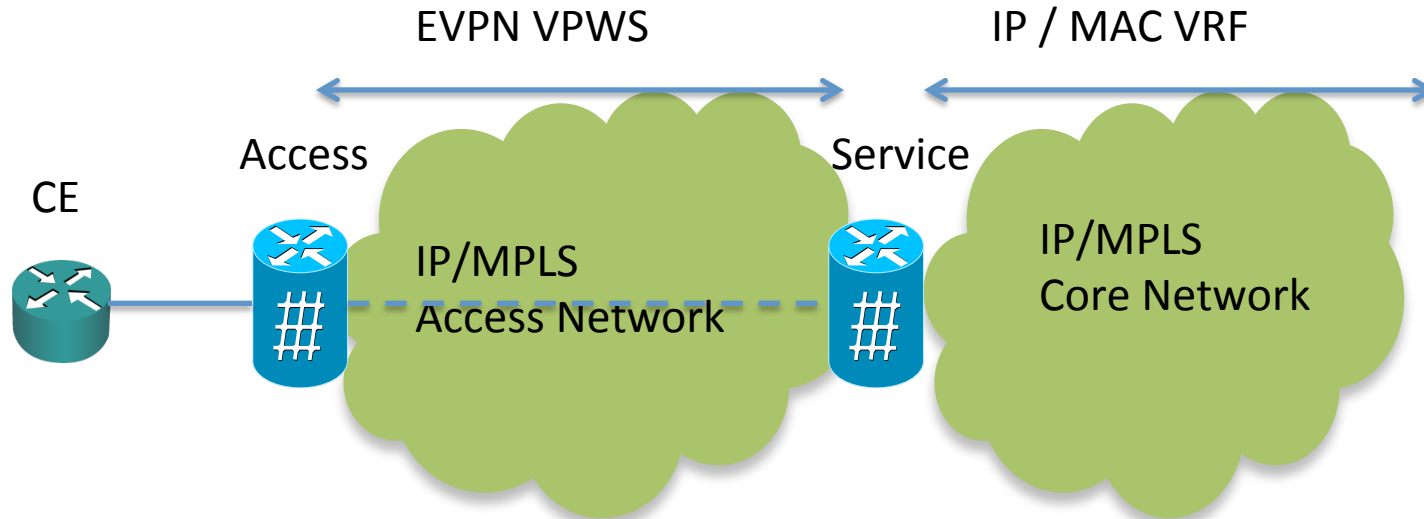 EVPN VPWS
IP / MAC VRF
Access
Service
CE
IP/MPLS
Access Network
IP/MPLS
Core Network